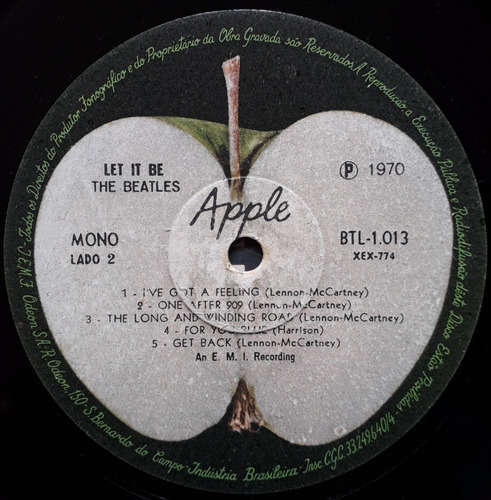 E.W.3 C-Todos os Direitos do Produtor Fonográfico e do Proprietário da Obra Gravada são Reservados. A Reprodução, a Execução Pública e Radiodifusão deste Disco Estão Proibidas.
LET IT BE
THE BEATLES
Ⓟ 1970
Apple
MONO
LADO 2
BTL-1.013
XEX-774
1 - I'VE GOT A FEELING (Lennon-McCartney)
2 - ONE AFTER 909 (Lennon-McCartney)
3 - THE LONG AND WINDING ROAD (Lennon-McCartney)
4 - FOR YOU BLUE (Harrison)
5 - GET BACK (Lennon-McCartney)
An E. M. I. Recording
Odeon S.A.-R. Odeon, 150-S. Bernardo do Campo-Indústria Brasileira-Insc. C.G.C. 33.249.640/4